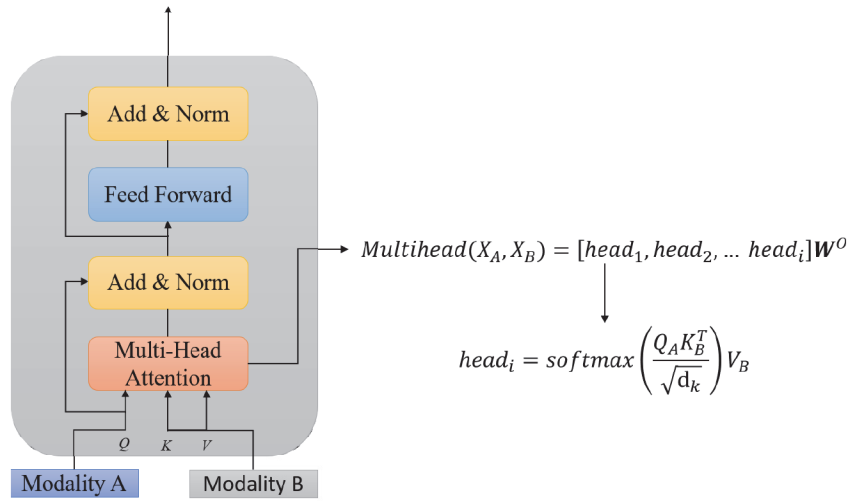 Add & Norm
Feed Forward
Add & Norm
Multi-Head
Attention
Q K V
Modality A
Modality B
Multihead(X_A, X_B) = [head_1, head_2, … head_i]W^O
head_i = softmax(Q_A K_B^T / √d_k) V_B